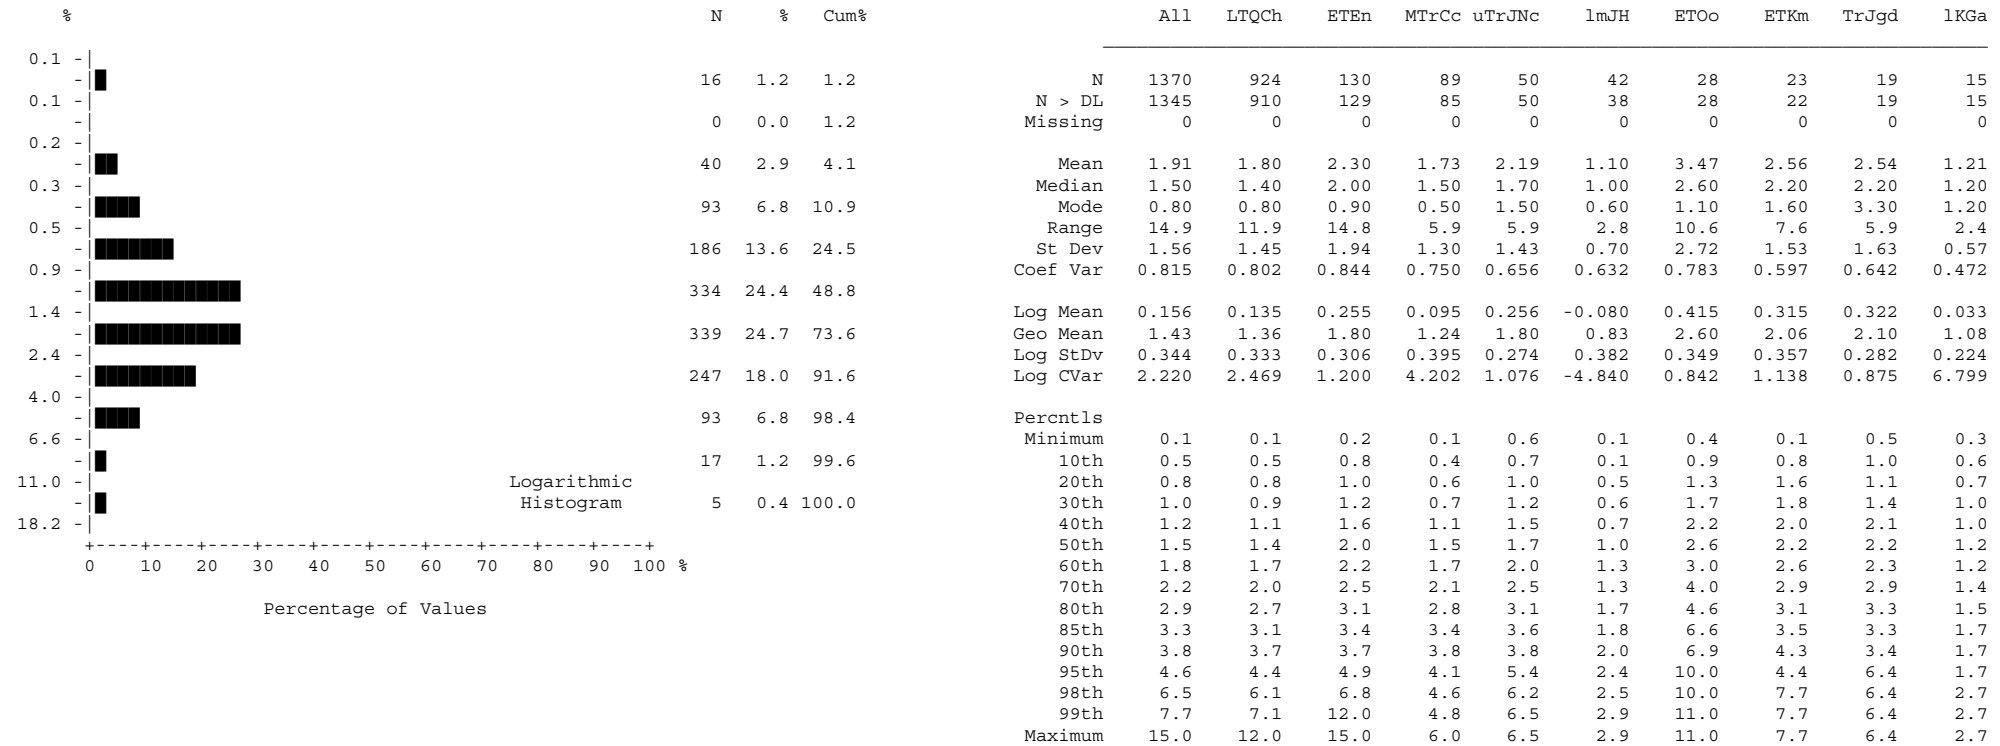 % N % Cum% All LTQCh ETEn MTrCc uTrJNc lmJH ETOo ETKm TrJgd lKGa
0.1 -|
-| 16 1.2 1.2 N 1370 924 130 89 50 42 28 23 19 15
0.1 -| N > DL 1345 910 129 85 50 38 28 22 19 15
-| 0 0.0 1.2 Missing 0 0 0 0 0 0 0 0 0 0
0.2 -|
-| 40 2.9 4.1 Mean 1.91 1.80 2.30 1.73 2.19 1.10 3.47 2.56 2.54 1.21
0.3 -| Median 1.50 1.40 2.00 1.50 1.70 1.00 2.60 2.20 2.20 1.20
-| 93 6.8 10.9 Mode 0.80 0.80 0.90 0.50 1.50 0.60 1.10 1.60 3.30 1.20
0.5 -| Range 14.9 11.9 14.8 5.9 5.9 2.8 10.6 7.6 5.9 2.4
-| 186 13.6 24.5 St Dev 1.56 1.45 1.94 1.30 1.43 0.70 2.72 1.53 1.63 0.57
0.9 -| Coef Var 0.815 0.802 0.844 0.750 0.656 0.632 0.783 0.597 0.642 0.472
-| 334 24.4 48.8
1.4 -| Log Mean 0.156 0.135 0.255 0.095 0.256 -0.080 0.415 0.315 0.322 0.033
-| 339 24.7 73.6 Geo Mean 1.43 1.36 1.80 1.24 1.80 0.83 2.60 2.06 2.10 1.08
2.4 -| Log StDv 0.344 0.333 0.306 0.395 0.274 0.382 0.349 0.357 0.282 0.224
-| 247 18.0 91.6 Log CVar 2.220 2.469 1.200 4.202 1.076 -4.840 0.842 1.138 0.875 6.799
4.0 -|
-| 93 6.8 98.4 Percntls
6.6 -| Minimum 0.1 0.1 0.2 0.1 0.6 0.1 0.4 0.1 0.5 0.3
-| 17 1.2 99.6 10th 0.5 0.5 0.8 0.4 0.7 0.1 0.9 0.8 1.0 0.6
11.0 -| Logarithmic 20th 0.8 0.8 1.0 0.6 1.0 0.5 1.3 1.6 1.1 0.7
-| Histogram 5 0.4 100.0 30th 1.0 0.9 1.2 0.7 1.2 0.6 1.7 1.8 1.4 1.0
18.2 -| 40th 1.2 1.1 1.6 1.1 1.5 0.7 2.2 2.0 2.1 1.0
+----+----+----+----+----+----+----+----+----+----+ 50th 1.5 1.4 2.0 1.5 1.7 1.0 2.6 2.2 2.2 1.2
0 10 20 30 40 50 60 70 80 90 100 % 60th 1.8 1.7 2.2 1.7 2.0 1.3 3.0 2.6 2.3 1.2
70th 2.2 2.0 2.5 2.1 2.5 1.3 4.0 2.9 2.9 1.4
Percentage of Values 80th 2.9 2.7 3.1 2.8 3.1 1.7 4.6 3.1 3.3 1.5
85th 3.3 3.1 3.4 3.4 3.6 1.8 6.6 3.5 3.3 1.7
90th 3.8 3.7 3.7 3.8 3.8 2.0 6.9 4.3 3.4 1.7
95th 4.6 4.4 4.9 4.1 5.4 2.4 10.0 4.4 6.4 1.7
98th 6.5 6.1 6.8 4.6 6.2 2.5 10.0 7.7 6.4 2.7
99th 7.7 7.1 12.0 4.8 6.5 2.9 11.0 7.7 6.4 2.7
Maximum 15.0 12.0 15.0 6.0 6.5 2.9 11.0 7.7 6.4 2.7